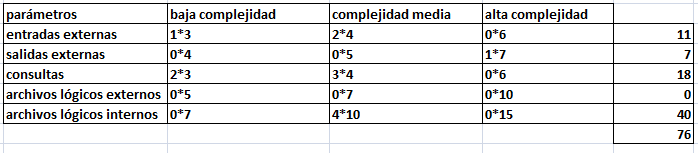 parámetros baja complejidad complejidad media alta complejidad
entradas externas 1*3 2*4 0*6 11
salidas externas 0*4 0*5 1*7 7
consultas 2*3 3*4 0*6 18
archivos lógicos externos 0*5 0*7 0*10 0
archivos lógicos internos 0*7 4*10 0*15 40
76